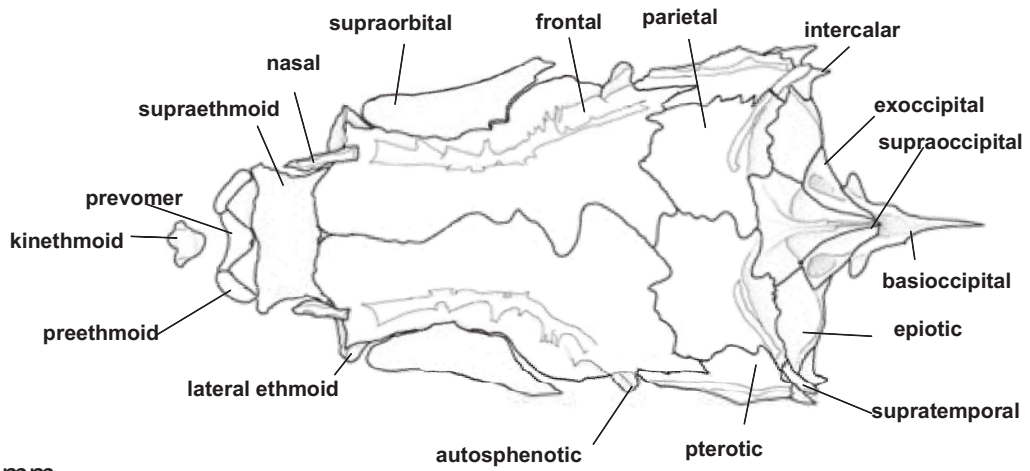 supraorbital
frontal
parietal
intercalar
nasal
supraethmoid
exoccipital
supraoccipital
prevomer
kinethmoid
basioccipital
preethmoid
epiotic
lateral ethmoid
supratemporal
autosphenotic
pterotic